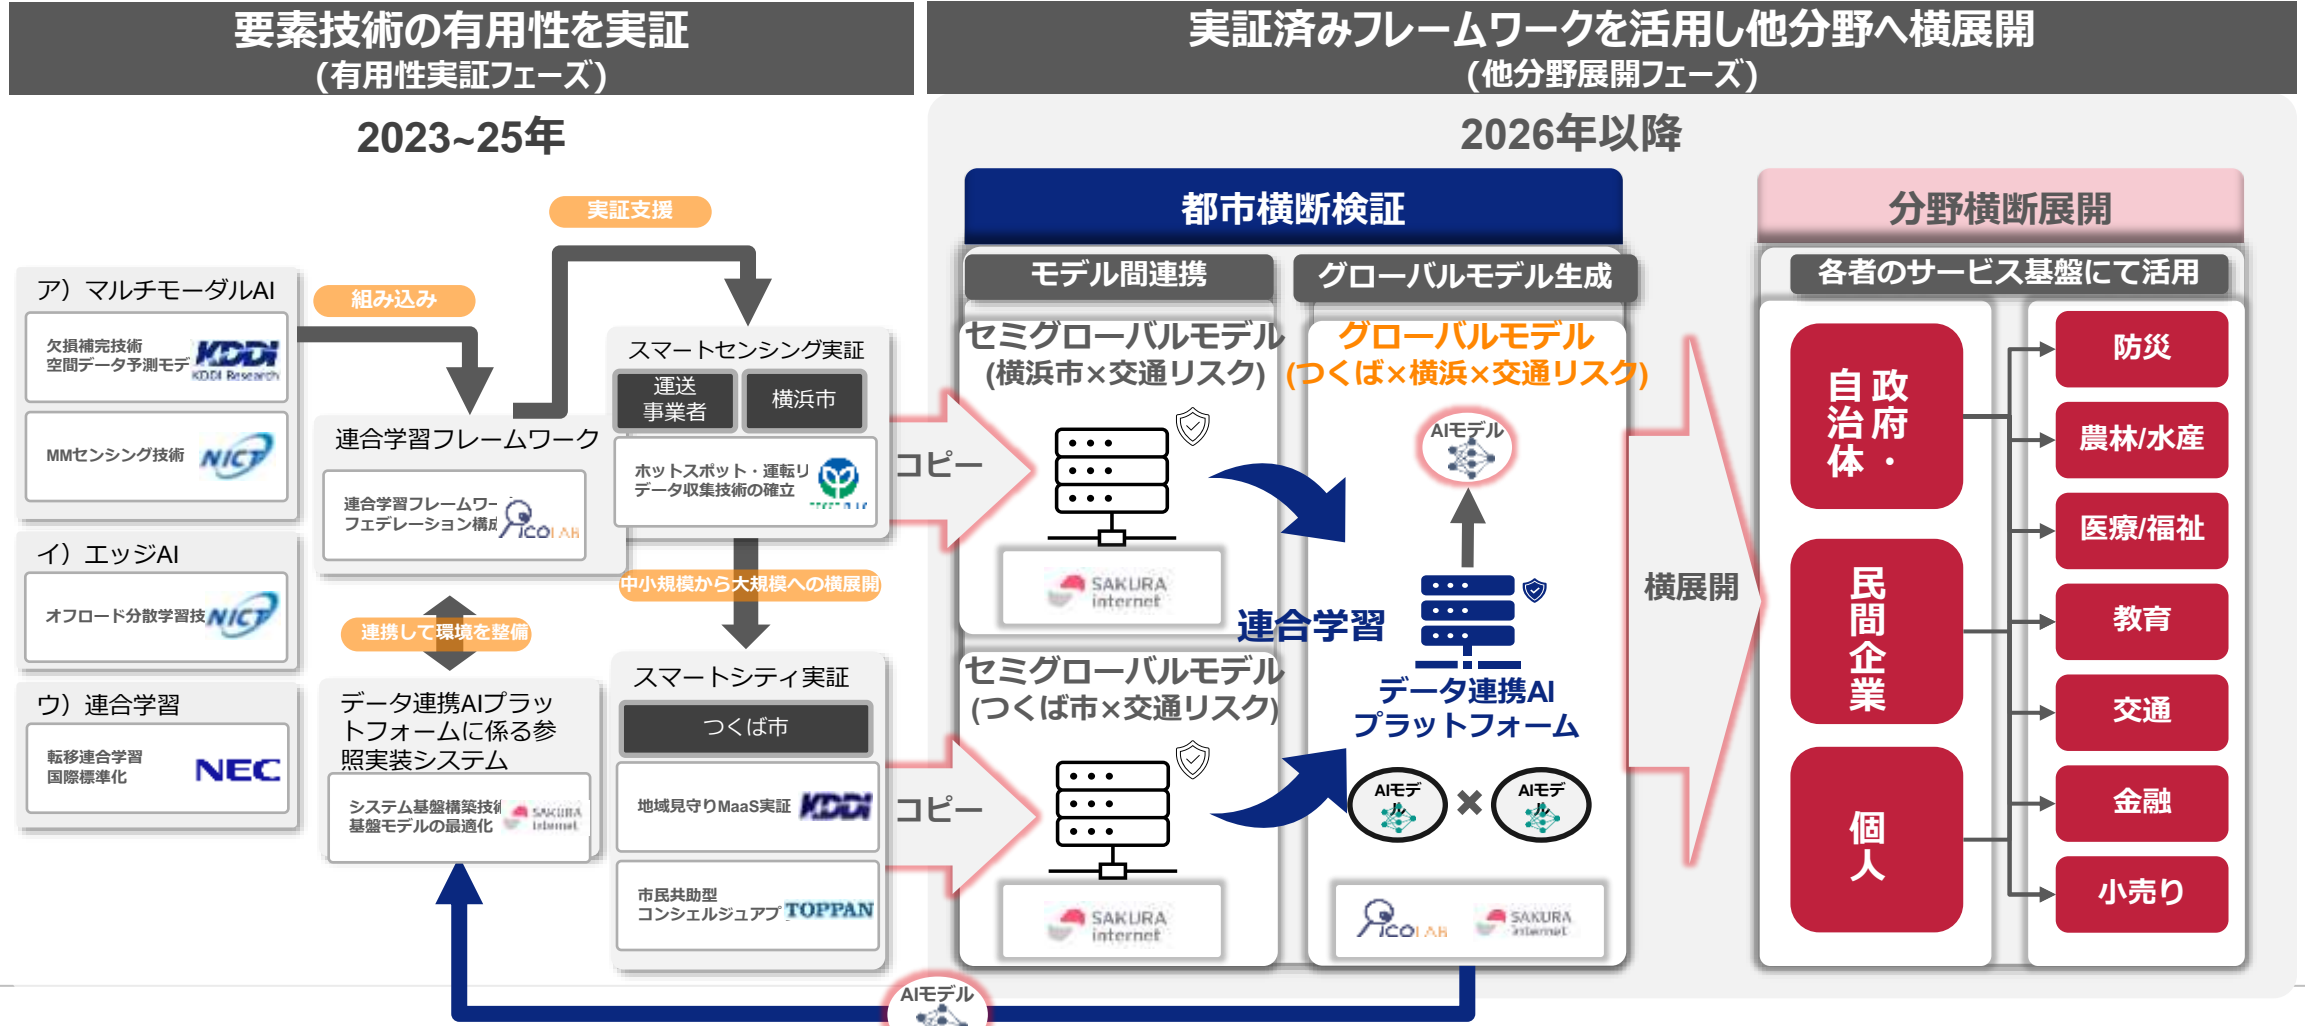 要素技術の有用性を実証
(有用性実証フェーズ)
2023~25年
実証済みフレームワークを活用し他分野へ横展開
(他分野展開フェーズ)
2026年以降
ア）マルチモーダルAI
欠損補完技術
空間データ予測モデ
KDDI
KDDI Research
MMセンシング技術
NICT
イ）エッジAI
オフロード分散学習技
NICT
ウ）連合学習
転移連合学習
国際標準化
NEC
組み込み
実証支援
連合学習フレームワーク
連合学習フレームワー
フェデレーション構成
PICOLAB
連携して環境を整備
データ連携AIプラッ
トフォームに係る参
照実装システム
システム基盤構築技術
基盤モデルの最適化
SAKURA
internet
スマートセンシング実証
運送
事業者
横浜市
ホットスポット・運転リ
データ収集技術の確立
中小規模から大規模への横展開
スマートシティ実証
つくば市
地域見守りMaaS実証
KDDI
市民共助型
コンシェルジュアプ
TOPPAN
コピー
コピー
都市横断検証
モデル間連携
セミグローバルモデル
(横浜市×交通リスク)
SAKURA
internet
セミグローバルモデル
(つくば市×交通リスク)
SAKURA
internet
連合学習
グローバルモデル生成
グローバルモデル
(つくば×横浜×交通リスク)
AIモデル
データ連携AI
プラットフォーム
AIモデ
ル
AIモデ
ル
PICOLAB
SAKURA
internet
AIモデル
横展開
分野横断展開
各者のサービス基盤にて活用
政府・
自治体
民間企業
個人
防災
農林/水産
医療/福祉
教育
交通
金融
小売り